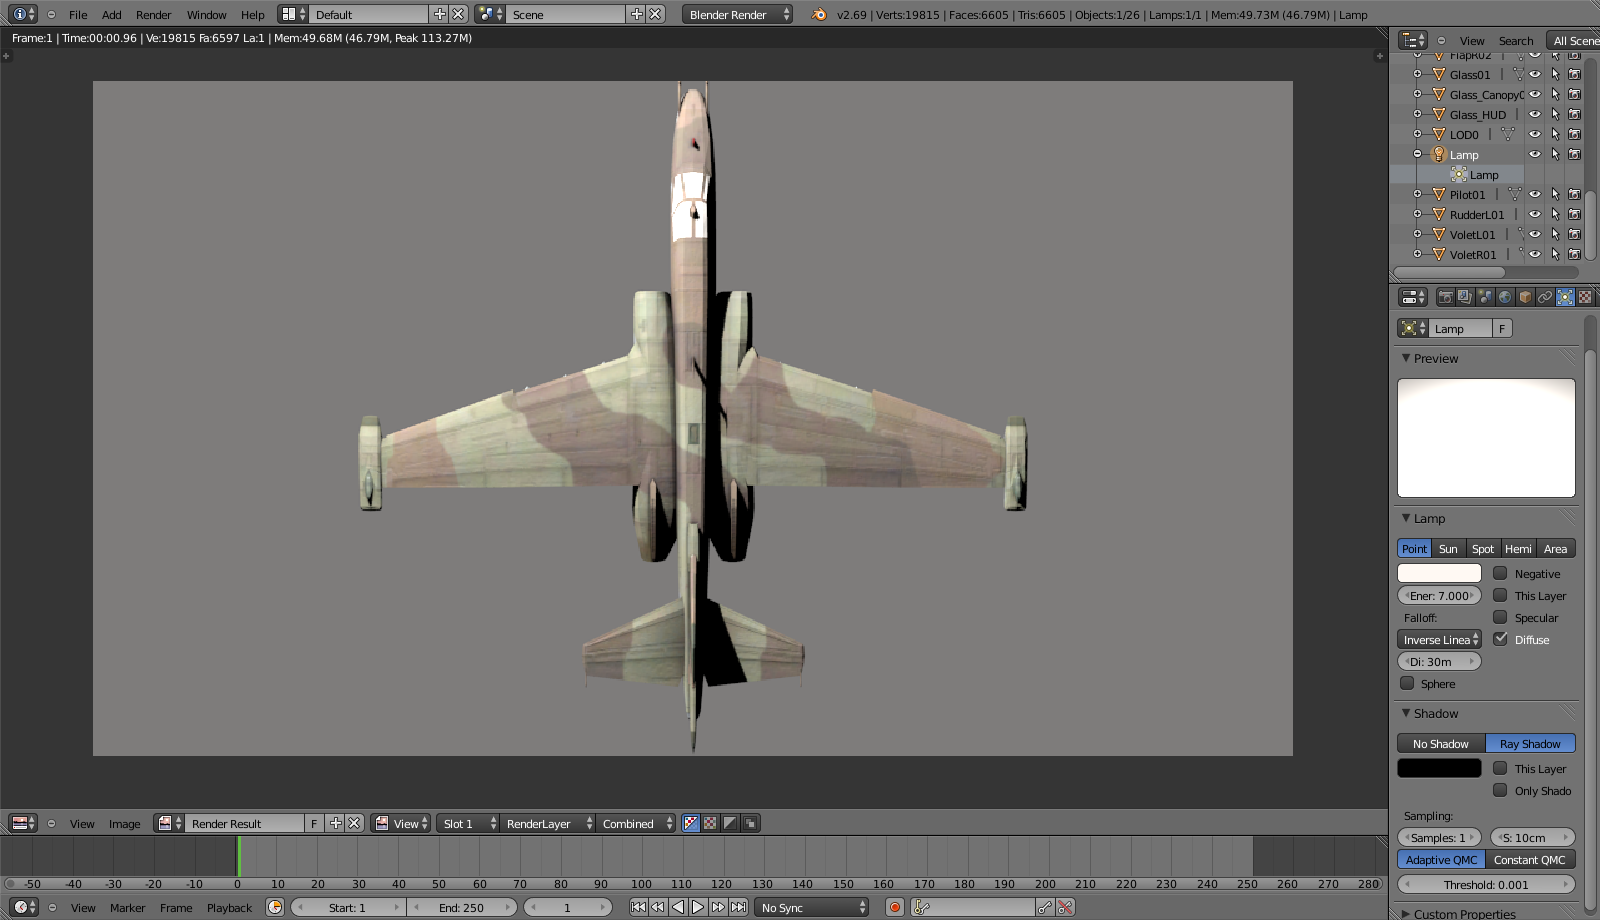 File Add Render Window Help Default Scene Blender Render v2.69 | Verts:19815 | Faces:6605 | Tris:6605 | Objects:1/26 | Lamps:1/1 | Mem:49.73M (46.79M) | Lamp
Frame:1 | Time:00:00.96 | Ve:19815 Fa:6597 La:1 | Mem:49.68M (46.79M, Peak 113.27M)
View Search All Scene
FlapR02
Glass01
Glass_Canopy0
Glass_HUD
LOD0
Lamp
Lamp
Pilot01
RudderL01
VoletL01
VoletR01
Lamp F
Preview
Lamp
Point Sun Spot Hemi Area
Negative
Ener: 7.000 This Layer
Falloff: Specular
Inverse Linea Diffuse
Di: 30m
Sphere
Shadow
No Shadow Ray Shadow
This Layer
Only Shado
Sampling:
Samples: 1 S: 10cm
Adaptive QMC Constant QMC
Threshold: 0.001
Custom Properties
View Image Render Result F View Slot 1 RenderLayer Combined
-50 -40 -30 -20 -10 0 10 20 30 40 50 60 70 80 90 100 110 120 130 140 150 160 170 180 190 200 210 220 230 240 250 260 270 280
View Marker Frame Playback Start: 1 End: 250 1 No Sync